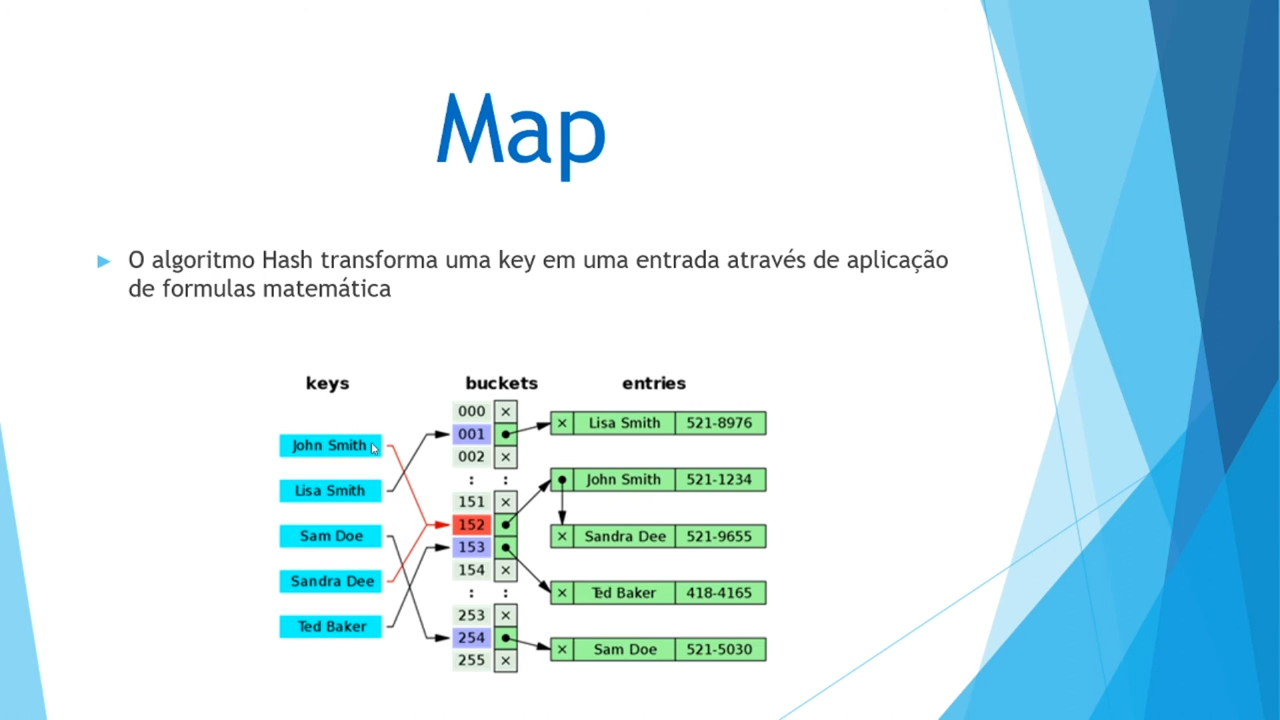 Map
O algoritmo Hash transforma uma key em uma entrada através de aplicação
de formulas matemática
keys buckets entries
000 ×
001 Lisa Smith 521-8976
John Smith
002 ×
: :
× Lisa Smith 521-8976
John Smith 521-1234
151 ×
152
Sam Doe
× Sandra Dee 521-9655
153
154 ×
Sandra Dee
: :
× Ted Baker 418-4165
253 ×
Ted Baker
254
× Sam Doe 521-5030
255 ×